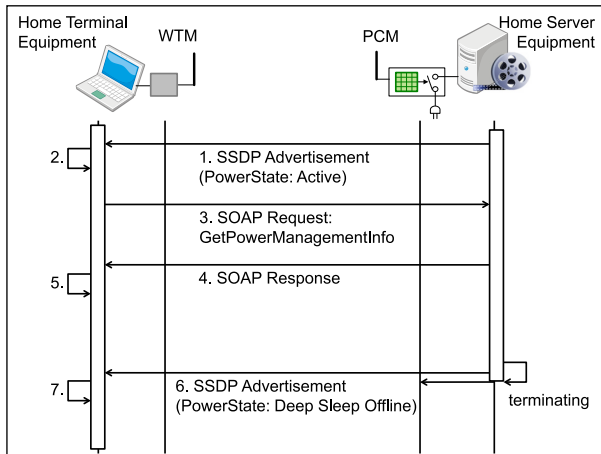 Home Terminal
Equipment
WTM
PCM
Home Server
Equipment
2.
1. SSDP Advertisement
(PowerState: Active)
3. SOAP Request:
GetPowerManagementInfo
5.
4. SOAP Response
7.
6. SSDP Advertisement
(PowerState: Deep Sleep Offline)
terminating